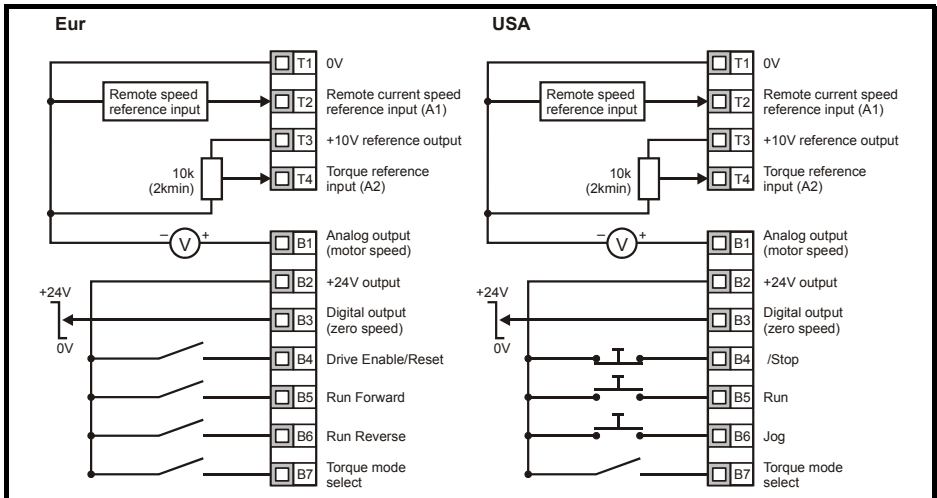 Eur
T1 0V
Remote speed
reference input
T2 Remote current speed
reference input (A1)
T3 +10V reference output
10k
(2kmin)
T4 Torque reference
input (A2)
− V +
B1 Analog output
(motor speed)
B2 +24V output
+24V
0V
B3 Digital output
(zero speed)
B4 Drive Enable/Reset
B5 Run Forward
B6 Run Reverse
B7 Torque mode
select
USA
T1 0V
Remote speed
reference input
T2 Remote current speed
reference input (A1)
T3 +10V reference output
10k
(2kmin)
T4 Torque reference
input (A2)
− V +
B1 Analog output
(motor speed)
B2 +24V output
+24V
0V
B3 Digital output
(zero speed)
B4 /Stop
B5 Run
B6 Jog
B7 Torque mode
select